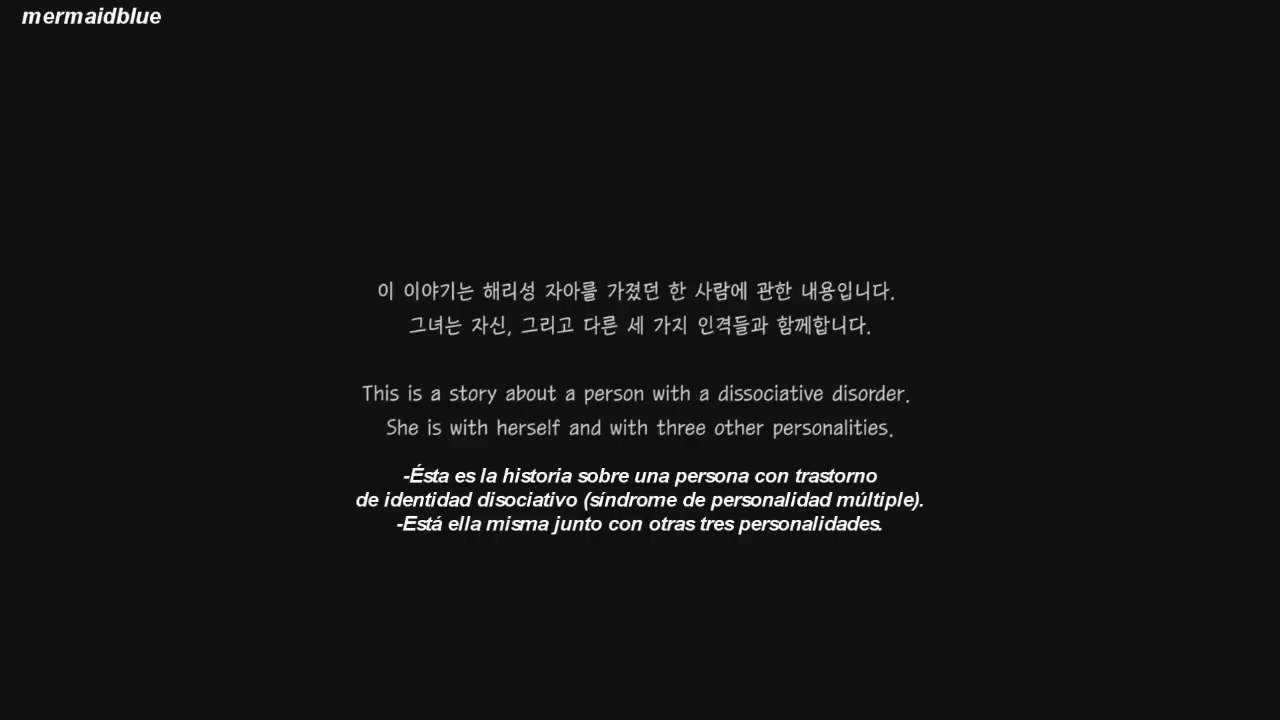 mermaidblue
이 이야기는 해리성 자아를 가졌던 한 사람에 관한 내용입니다.
그녀는 자신, 그리고 다른 세 가지 인격들과 함께합니다.
This is a story about a person with a dissociative disorder.
She is with herself and with three other personalities.
-Ésta es la historia sobre una persona con trastorno
de identidad disociativo (síndrome de personalidad múltiple).
-Está ella misma junto con otras tres personalidades.